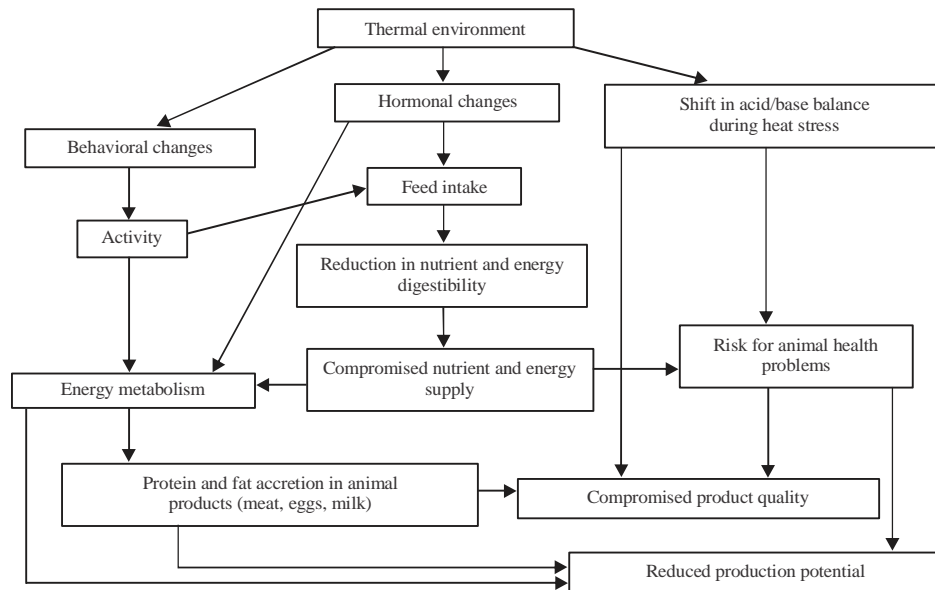 Thermal environment
Hormonal changes
Shift in acid/base balance
during heat stress
Behavioral changes
Feed intake
Activity
Reduction in nutrient and energy
digestibility
Risk for animal health
problems
Compromised nutrient and energy
supply
Energy metabolism
Protein and fat accretion in animal
products (meat, eggs, milk)
Compromised product quality
Reduced production potential